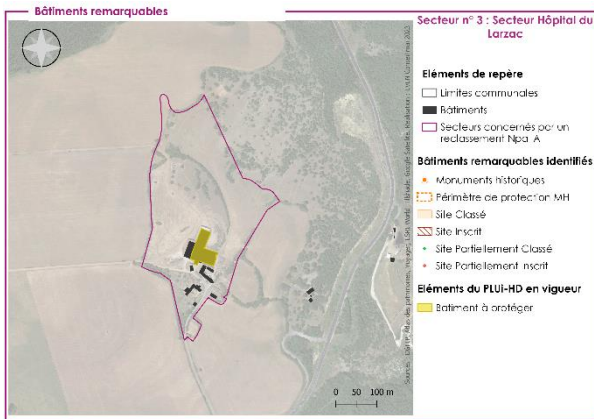 Bâtiments remarquables
Secteur n° 3 : Secteur Hôpital du
Larzac
Eléments de repère
Limites communales
Bâtiments
Secteurs concernés par un
reclassement Npa A
Bâtiments remarquables identifiés
Monuments historiques
Périmètre de protection MH
Site Classé
Site Inscrit
Site Partiellement Classé
Site Partiellement Inscrit
Eléments du PLUi-HD en vigueur
Batiment à protéger
0 50 100 m